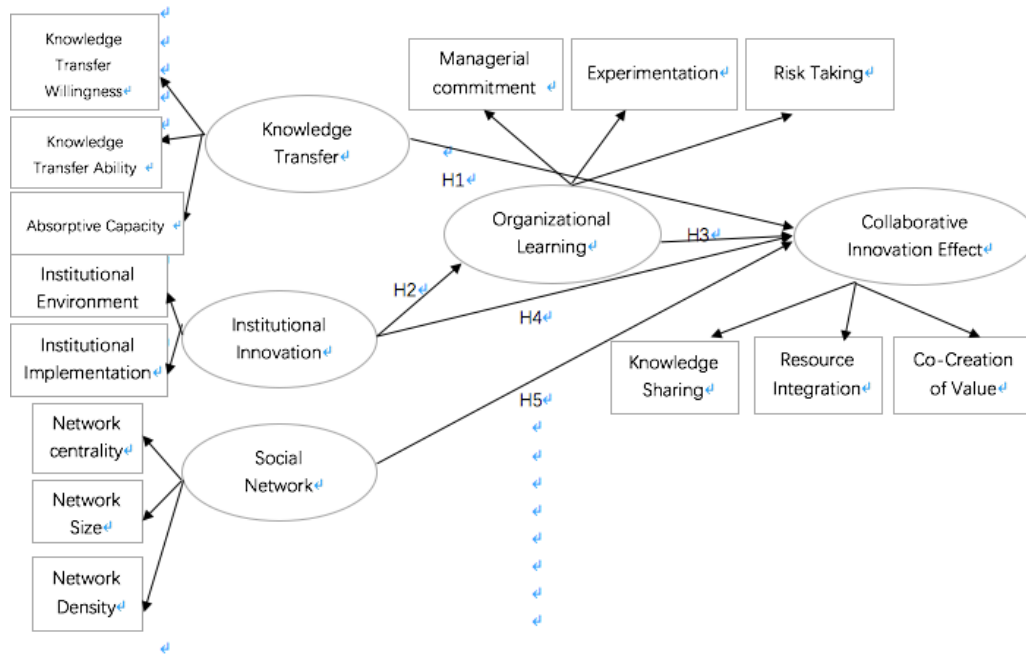 Knowledge
Transfer
Willingness
Knowledge
Transfer Ability
Absorptive Capacity
Institutional
Environment
Institutional
Implementation
Network
centrality
Network
Size
Network
Density
Knowledge
Transfer
Institutional
Innovation
Social
Network
Managerial
commitment
Experimentation
Risk Taking
H1
Organizational
Learning
H2
H3
H4
H5
Collaborative
Innovation Effect
Knowledge
Sharing
Resource
Integration
Co-Creation
of Value